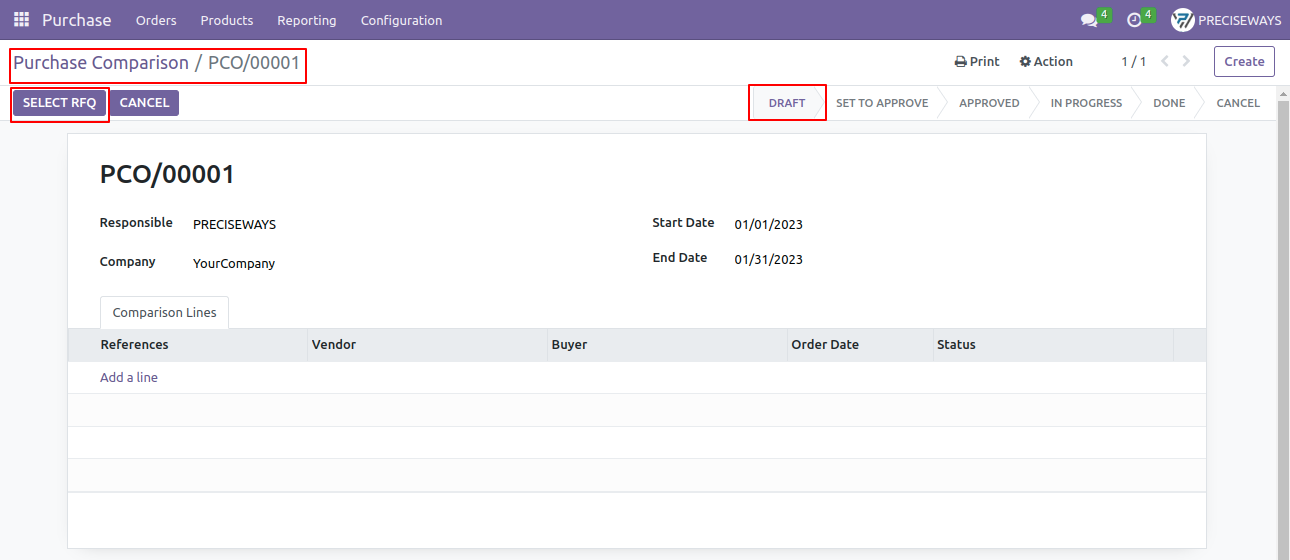 Purchase Orders Products Reporting Configuration 4 4 PRECISEWAYS
Purchase Comparison / PCO/00001 Print Action 1 / 1 Create
SELECT RFQ CANCEL DRAFT SET TO APPROVE APPROVED IN PROGRESS DONE CANCEL
PCO/00001
Responsible PRECISEWAYS Start Date 01/01/2023
Company YourCompany End Date 01/31/2023
Comparison Lines
References Vendor Buyer Order Date Status
Add a line